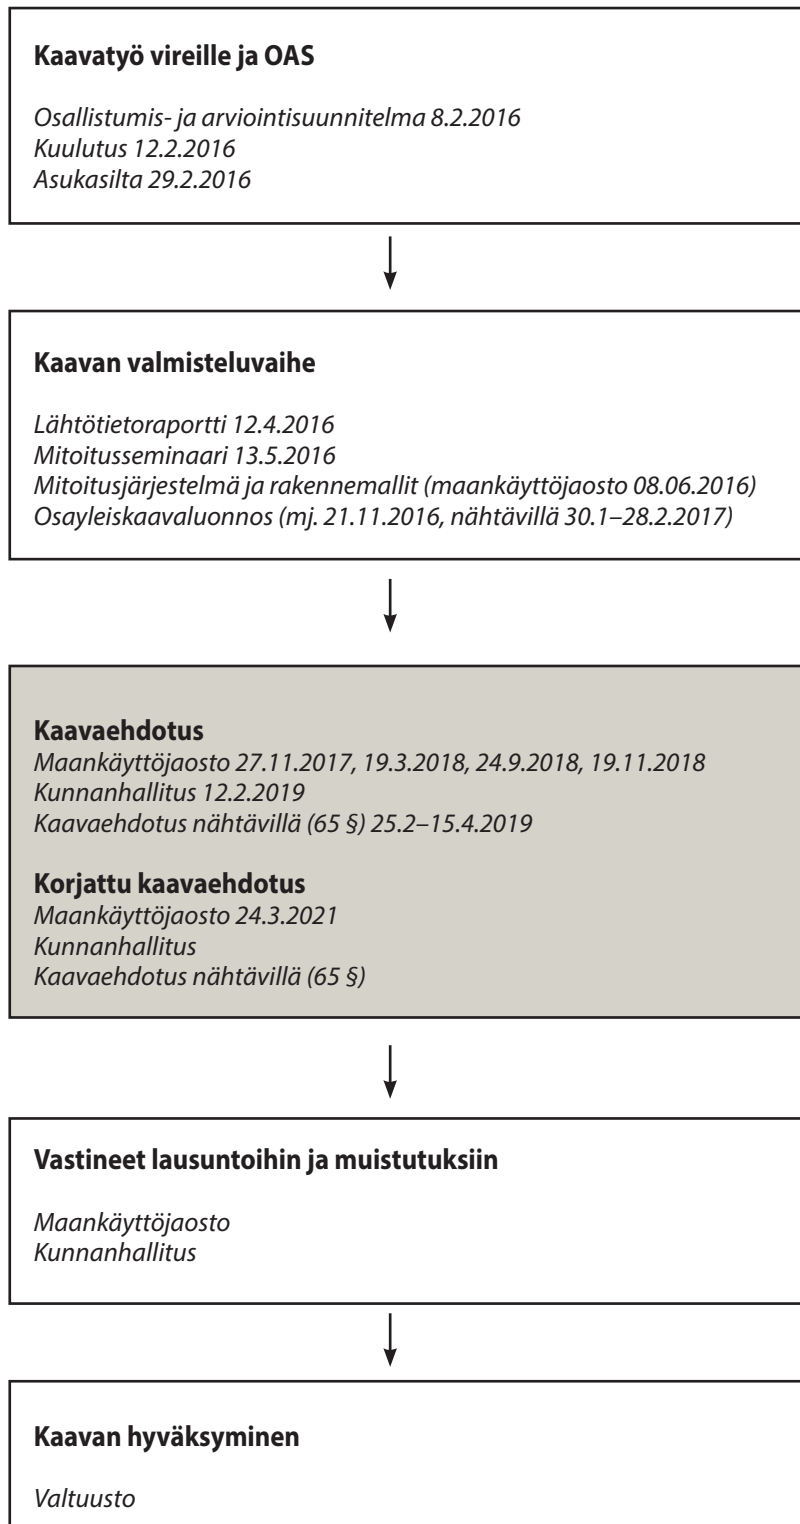 Kaavatyö vireille ja OAS
Osallistumis- ja arviointisuunnitelma 8.2.2016
Kuulutus 12.2.2016
Asukasilta 29.2.2016
Kaavan valmisteluvaihe
Lähtötietoraportti 12.4.2016
Mitoitusseminaari 13.5.2016
Mitoitusjärjestelmä ja rakennemallit (maankäyttöjaosto 08.06.2016)
Osayleiskaavaluonnos (mj. 21.11.2016, nähtävillä 30.1–28.2.2017)
Kaavaehdotus
Maankäyttöjaosto 27.11.2017, 19.3.2018, 24.9.2018, 19.11.2018
Kunnanhallitus 12.2.2019
Kaavaehdotus nähtävillä (65 §) 25.2–15.4.2019
Korjattu kaavaehdotus
Maankäyttöjaosto 24.3.2021
Kunnanhallitus
Kaavaehdotus nähtävillä (65 §)
Vastineet lausuntoihin ja muistutuksiin
Maankäyttöjaosto
Kunnanhallitus
Kaavan hyväksyminen
Valtuusto